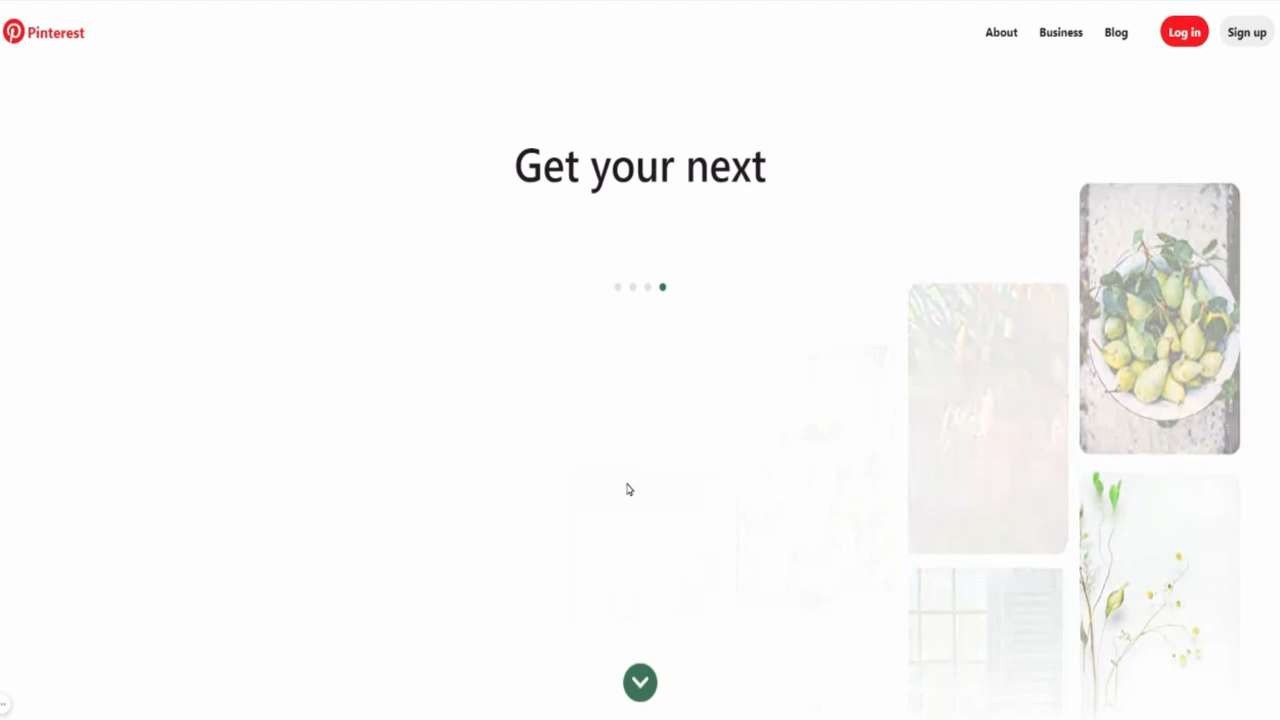 Pinterest
About
Business
Blog
Log in
Sign up
Get your next